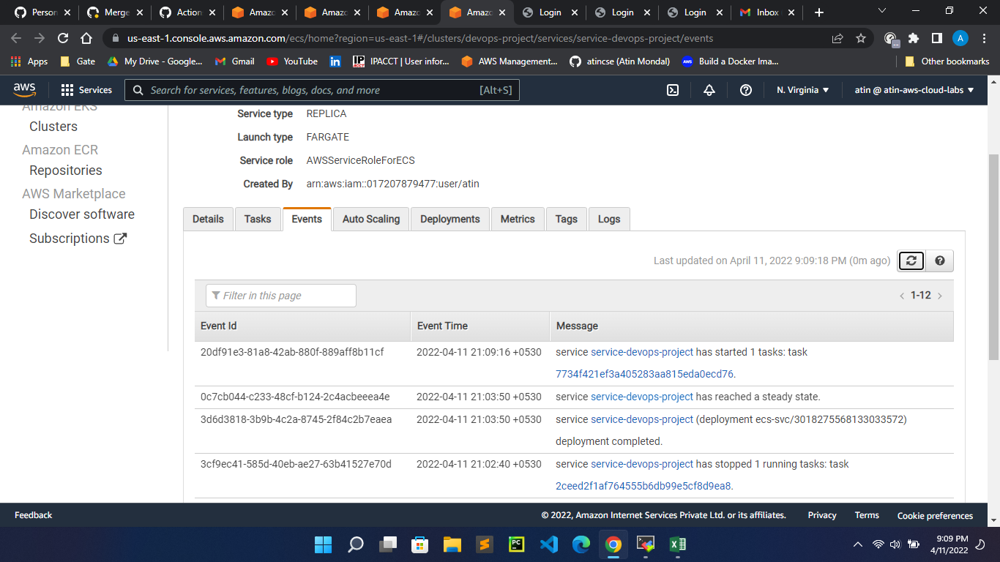 Person
Merge
Action
Amazo
Amazo
Amazo
Amazo
Login
Login
Login
Inbox
us-east-1.console.aws.amazon.com/ecs/home?region=us-east-1#/clusters/devops-project/services/service-devops-project/events
A
Apps
Gate
My Drive - Google...
Gmail
YouTube
in
IP
ACCT
IPACCT | User infor...
AWS Management...
atincse (Atin Mondal)
aws
Build a Docker Ima...
Other bookmarks
aws
Services
Search for services, features, blogs, docs, and more
[Alt+S]
N. Virginia
atin @ atin-aws-cloud-labs
Amazon EKS
Clusters
Amazon ECR
Repositories
AWS Marketplace
Discover software
Subscriptions
Service type REPLICA
Launch type FARGATE
Service role AWSServiceRoleForECS
Created By arn:aws:iam::017207879477:user/atin
Details
Tasks
Events
Auto Scaling
Deployments
Metrics
Tags
Logs
Last updated on April 11, 2022 9:09:18 PM (0m ago)
Filter in this page
< 1-12 >
Event Id Event Time Message
20df91e3-81a8-42ab-880f-889aff8b11cf 2022-04-11 21:09:16 +0530 service service-devops-project has started 1 tasks: task
7734f421ef3a405283aa815eda0ecd76.
0c7cb044-c233-48cf-b124-2c4acbeeea4e 2022-04-11 21:03:50 +0530 service service-devops-project has reached a steady state.
3d6d3818-3b9b-4c2a-8745-2f84c2b7eaea 2022-04-11 21:03:50 +0530 service service-devops-project (deployment ecs-svc/3018275568133033572)
deployment completed.
3cf9ec41-585d-40eb-ae27-63b41527e70d 2022-04-11 21:02:40 +0530 service service-devops-project has stopped 1 running tasks: task
2ceed2f1af764555b6db99e5cf8d9ea8.
Feedback
© 2022, Amazon Internet Services Private Ltd. or its affiliates.
Privacy
Terms
Cookie preferences
PC
9:09 PM
4/11/2022